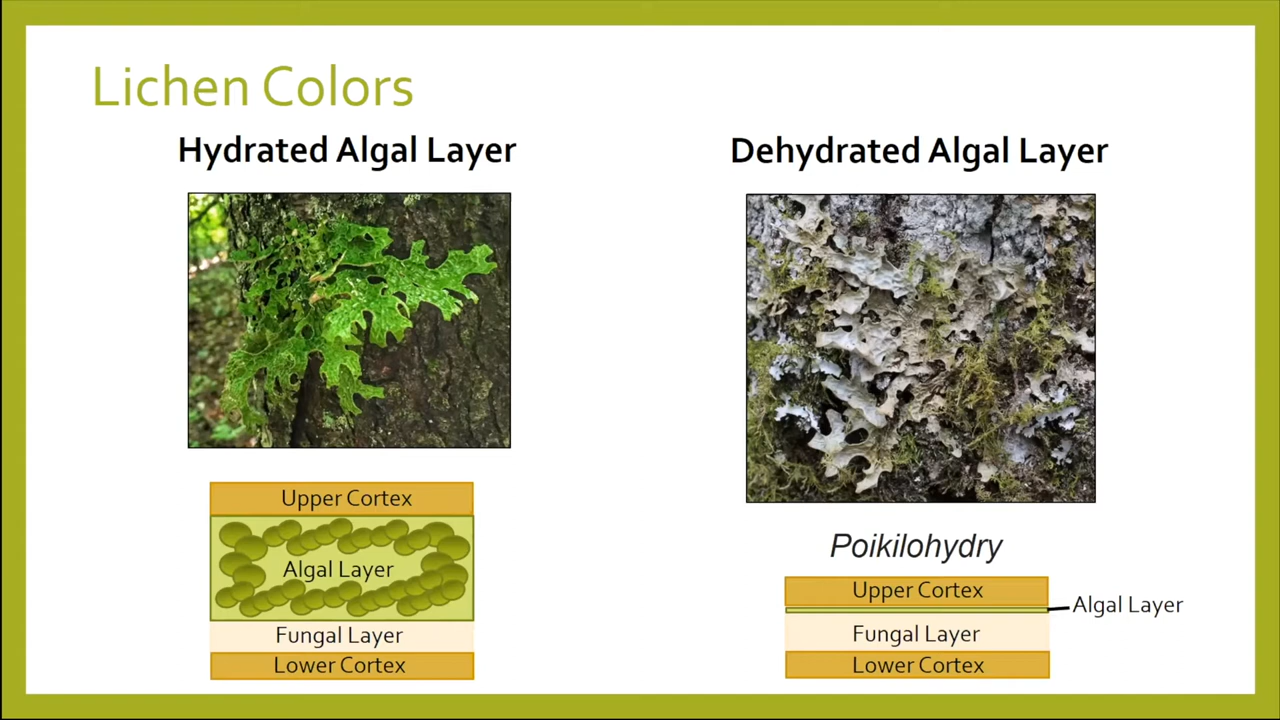 Lichen Colors
Hydrated Algal Layer
Dehydrated Algal Layer
Upper Cortex
Algal Layer
Fungal Layer
Lower Cortex
Poikilohydry
Upper Cortex
Algal Layer
Fungal Layer
Lower Cortex